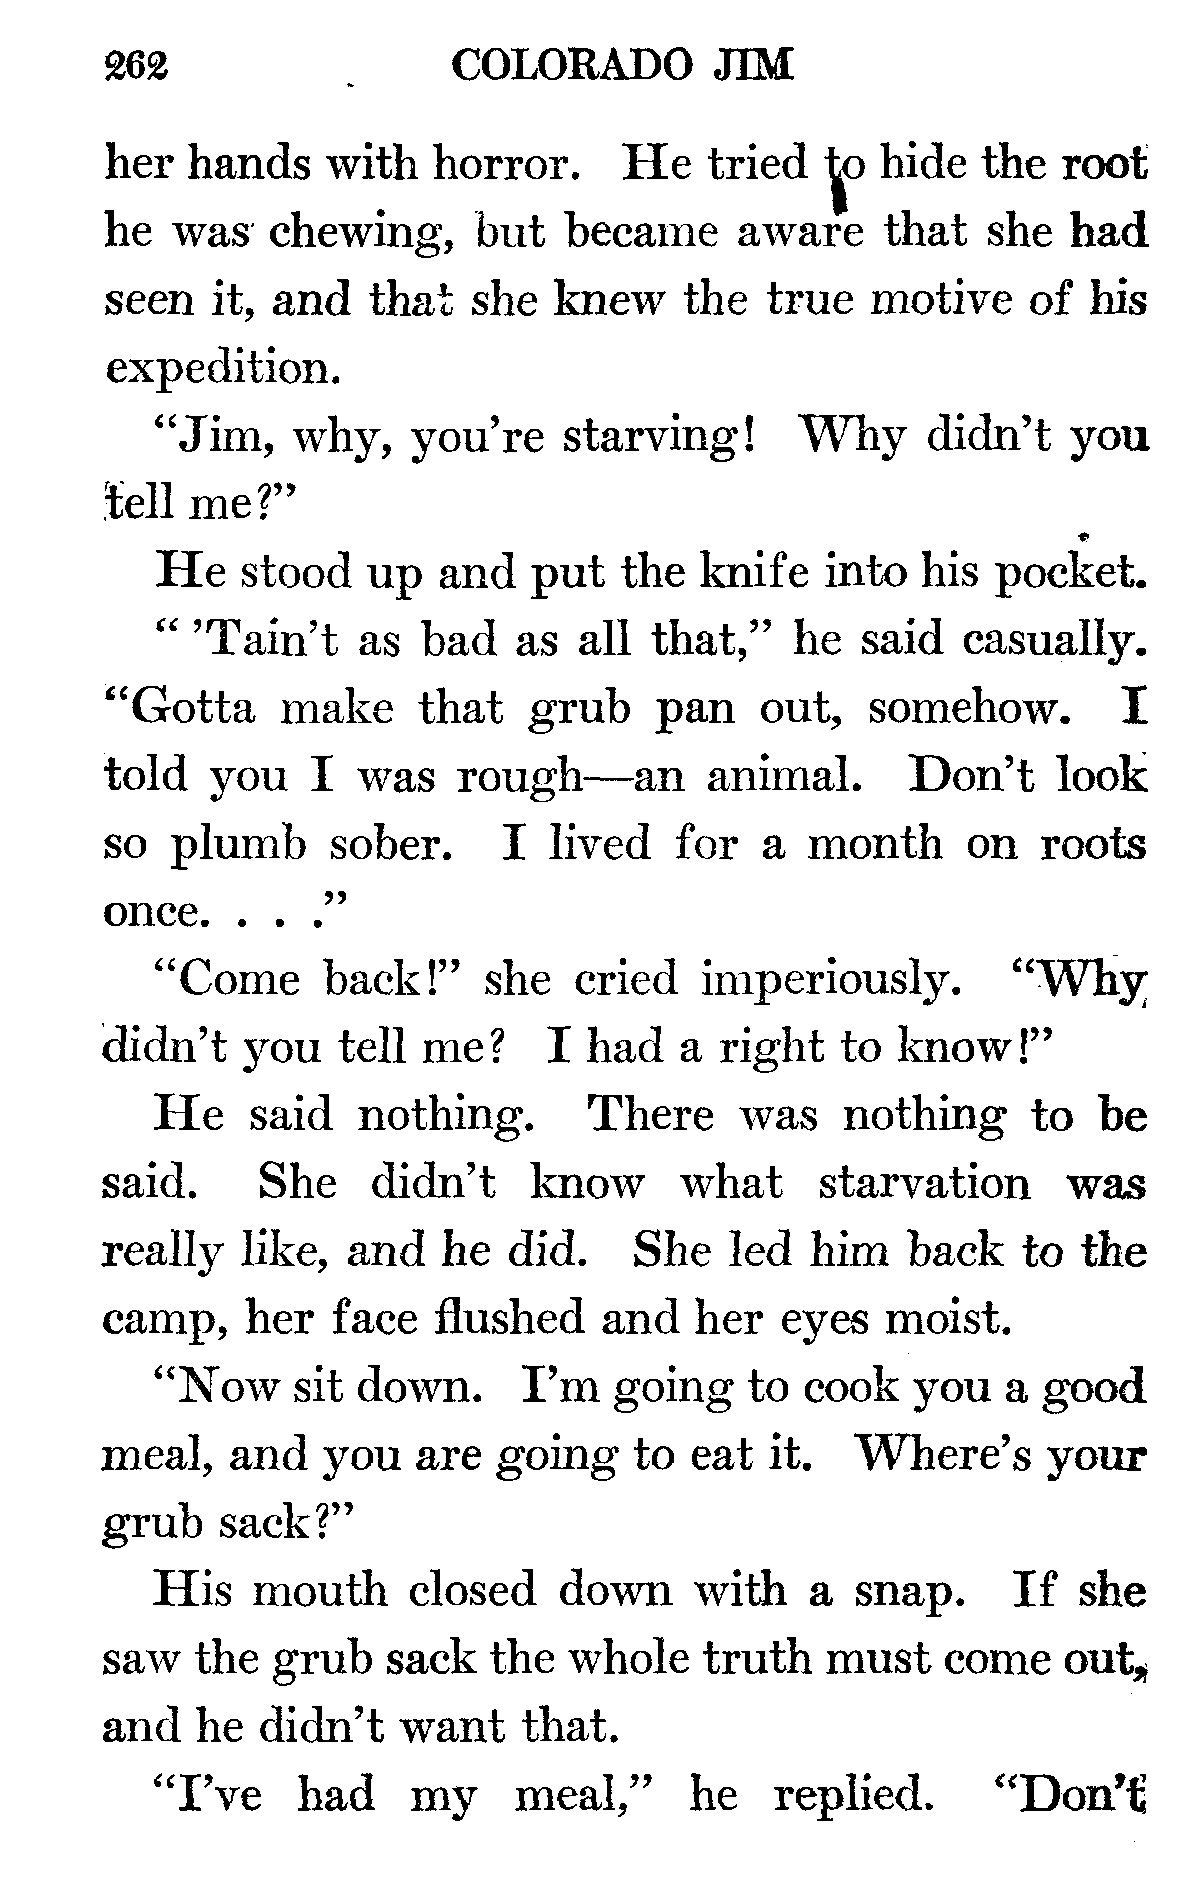 262 COLORADO JIM
her hands with horror. He tried to hide the root
he was chewing, but became aware that she had
seen it, and that she knew the true motive of his
expedition.
“Jim, why, you’re starving! Why didn’t you
tell me?”
He stood up and put the knife into his pocket.
“ ’Tain’t as bad as all that,” he said casually.
“Gotta make that grub pan out, somehow. I
told you I was rough—an animal. Don’t look
so plumb sober. I lived for a month on roots
once. . . .”
“Come back!” she cried imperiously. “Why
didn’t you tell me? I had a right to know!”
He said nothing. There was nothing to be
said. She didn’t know what starvation was
really like, and he did. She led him back to the
camp, her face flushed and her eyes moist.
“Now sit down. I’m going to cook you a good
meal, and you are going to eat it. Where’s your
grub sack?”
His mouth closed down with a snap. If she
saw the grub sack the whole truth must come out,
and he didn’t want that.
“I’ve had my meal,” he replied. “Don’t